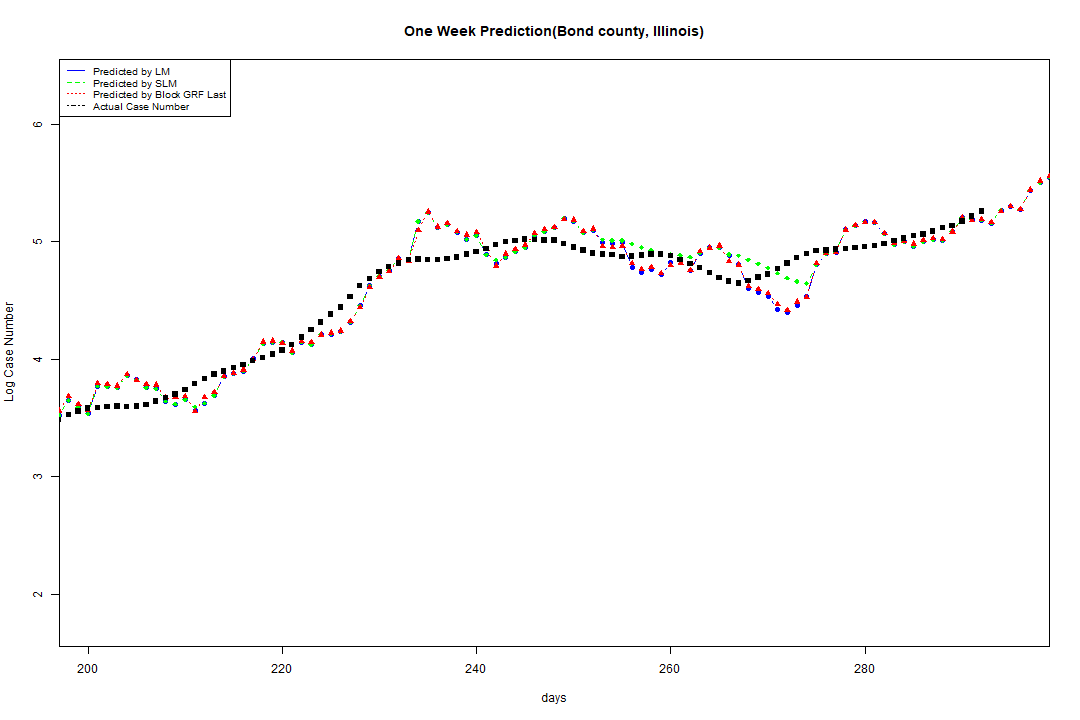 One Week Prediction(Bond county, Illinois)
Predicted by LM
Predicted by SLM
Predicted by Block GRF Last
Actual Case Number
6
5
4
3
2
Log Case Number
200 220 240 260 280
days